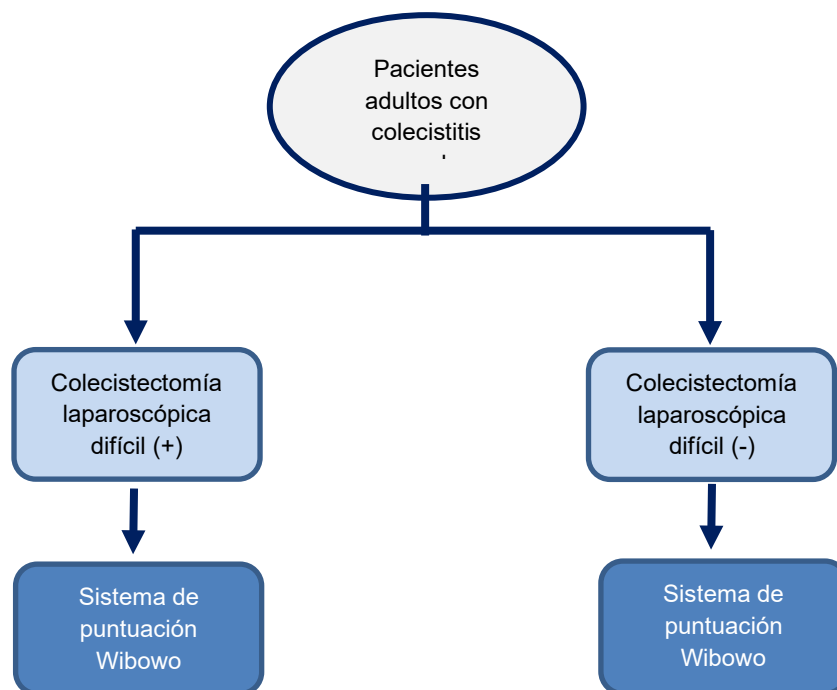 Pacientes
adultos con
colecistitis
Colecistectomía
laparoscópica
difícil (+)
Colecistectomía
laparoscópica
difícil (-)
Sistema de
puntuación
Wibowo
Sistema de
puntuación
Wibowo